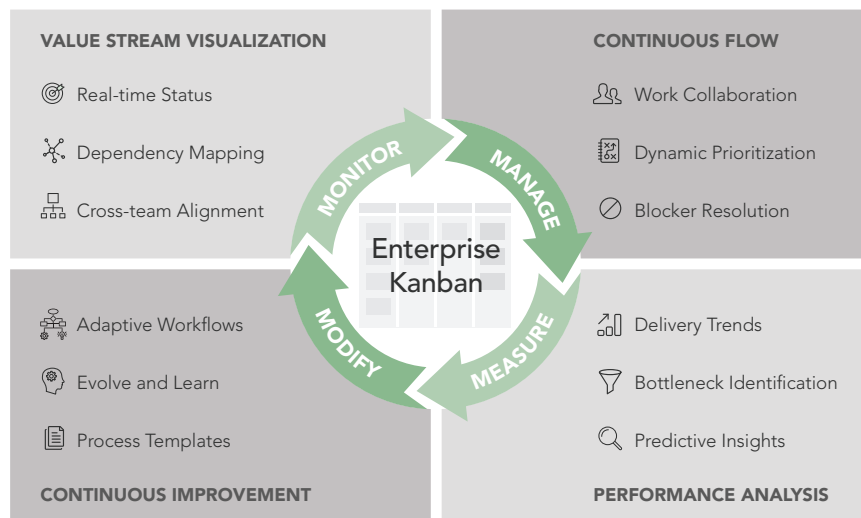 VALUE STREAM VISUALIZATION
Real-time Status
Dependency Mapping
Cross-team Alignment
CONTINUOUS FLOW
Work Collaboration
Dynamic Prioritization
Blocker Resolution
MONITOR
MANAGE
Enterprise
Kanban
MODIFY
MEASURE
Adaptive Workflows
Evolve and Learn
Process Templates
CONTINUOUS IMPROVEMENT
Delivery Trends
Bottleneck Identification
Predictive Insights
PERFORMANCE ANALYSIS